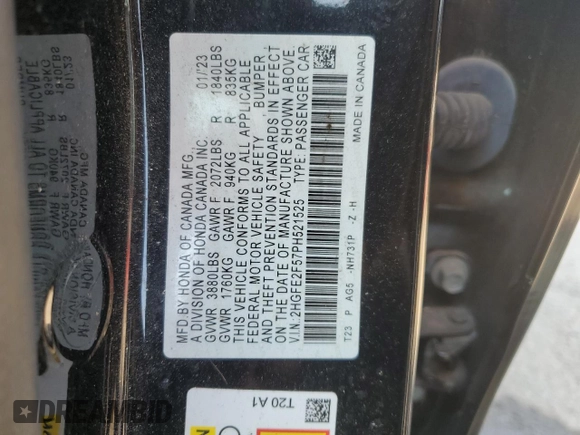 MFD.BY HONDA OF CANADA MFG.,
A DIVISION OF HONDA CANADA INC. 01/23
GVWR 3880LBS GAWR F 2072LBS R 1840LBS
GVWR 1760KG GAWR F 940KG R 835KG
THIS VEHICLE CONFORMS TO ALL APPLICABLE
FEDERAL MOTOR VEHICLE SAFETY BUMPER
AND THEFT PREVENTION STANDARDS IN EFFECT
ON THE DATE OF MANUFACTURE SHOWN ABOVE.
V.I.N. 2HGFE2F57PH521525 TYPE: PASSENGER CAR
T23 P AG5 -NH731P -Z -H
MADE IN CANADA
T20 A1
DREAMBID